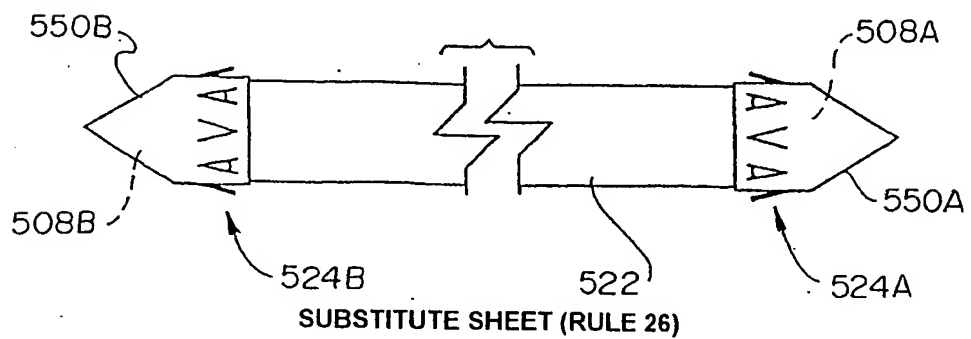 550B
508A
508B
550A
524B
522
524A
SUBSTITUTE SHEET (RULE 26)